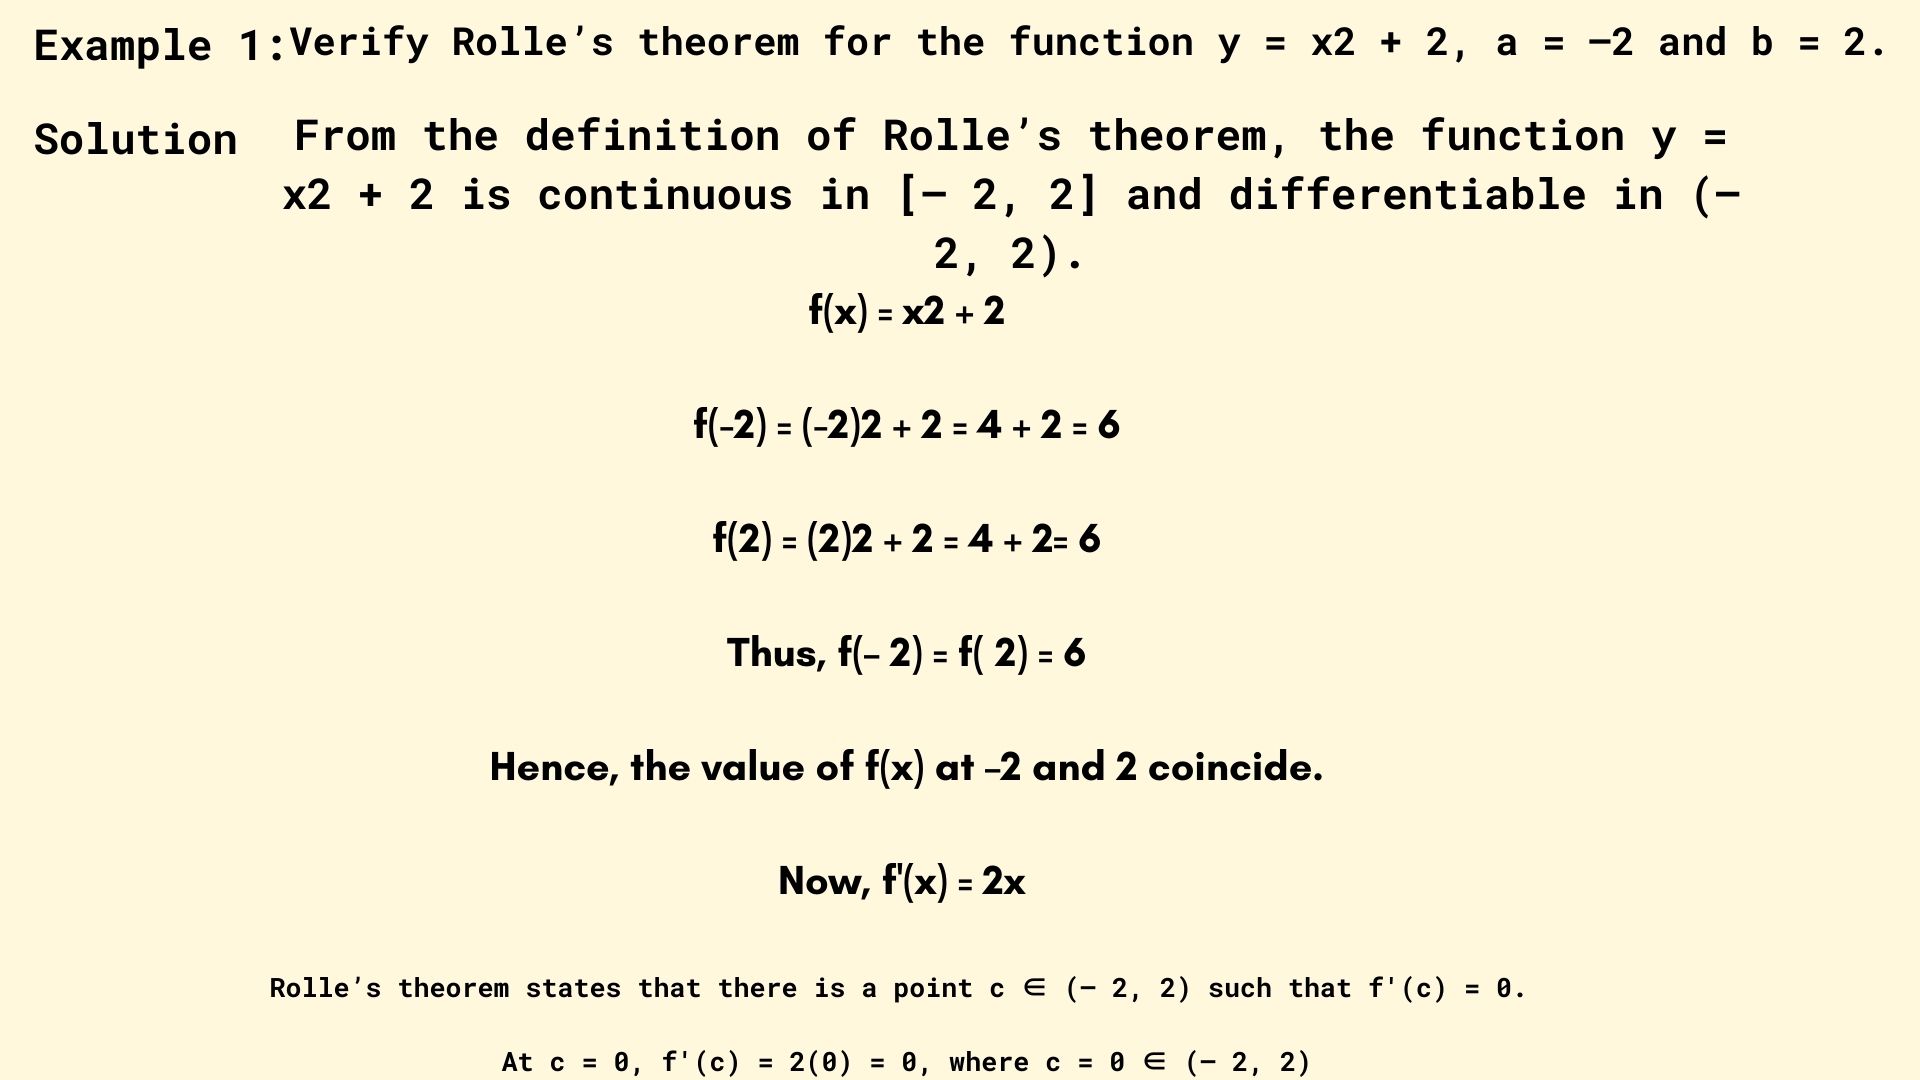 Example 1: Verify Rolle’s theorem for the function y = x2 + 2, a = –2 and b = 2.
Solution From the definition of Rolle’s theorem, the function y =
x2 + 2 is continuous in [– 2, 2] and differentiable in (–
2, 2).
f(x) = x2 + 2
f(-2) = (-2)2 + 2 = 4 + 2 = 6
f(2) = (2)2 + 2 = 4 + 2= 6
Thus, f(– 2) = f( 2) = 6
Hence, the value of f(x) at –2 and 2 coincide.
Now, f'(x) = 2x
Rolle’s theorem states that there is a point c ∈ (– 2, 2) such that f'(c) = 0.
At c = 0, f'(c) = 2(0) = 0, where c = 0 ∈ (– 2, 2)